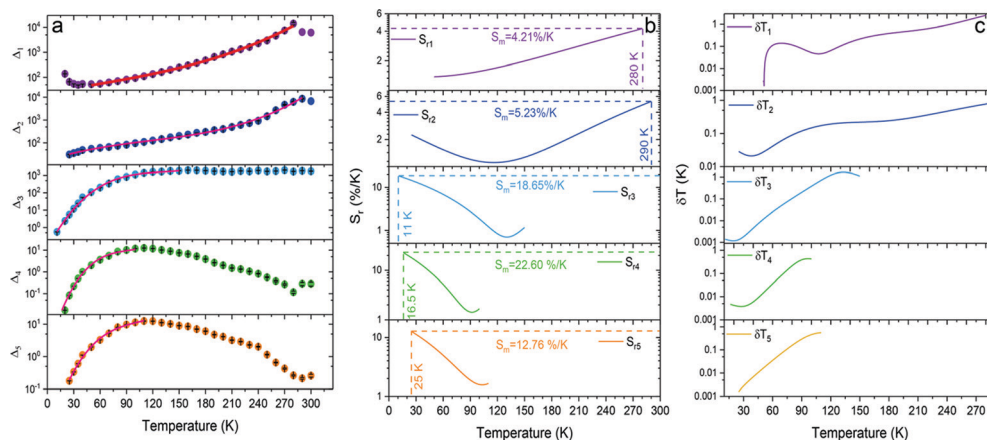 a
Δ1
10^4
10^2
Δ2
10^4
10^2
Δ3
10^3
10^1
10^-1
Δ4
10^1
10^0
10^-1
Δ5
10^1
10^0
10^-1
0 30 60 90 120 150 180 210 240 270 300
Temperature (K)
b
Sr (%/K)
6
4
2
Sr1
Sm=4.21%/K
280 K
6
4
2
Sr2
Sm=5.23%/K
290 K
10
1
Sm=18.65%/K
Sr3
11 K
10
1
Sm=22.60 %/K
Sr4
16.5 K
10
1
Sm=12.76 %/K
Sr5
25 K
0 30 60 90 120 150 180 210 240 270 300
Temperature (K)
c
δT (K)
1
0.1
0.01
0.001
δT1
1
0.1
0.01
δT2
1
0.1
0.01
0.001
δT3
1
0.1
0.01
0.001
δT4
1
0.1
0.01
0.001
δT5
30 60 90 120 150 180 210 240 270
Temperature (K)